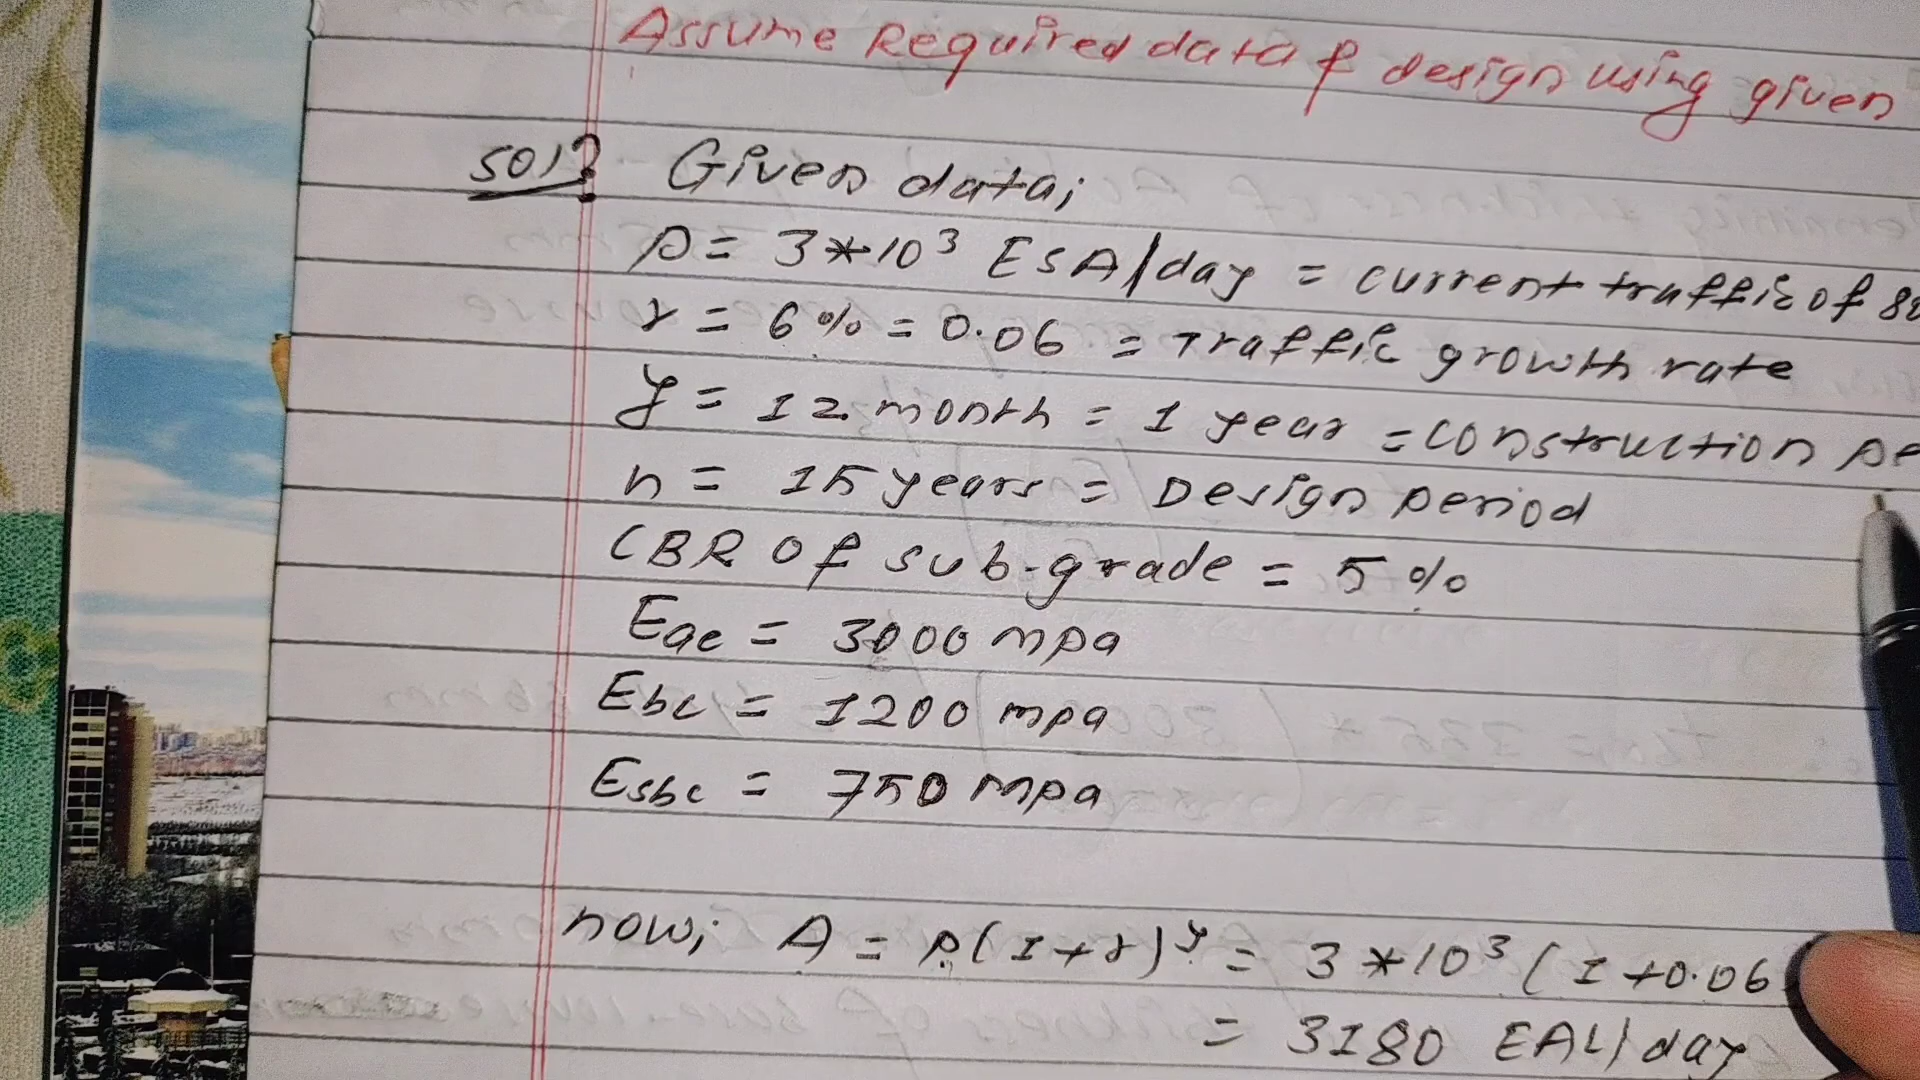 Assume Required data & design using given
Sol? Given data;
P = 3*10³ ESA/day = current traffic of 80
r = 6% = 0.06 = Traffic growth rate
y = 12 month = 1 year = construction pe
n = 15 years = Design period
CBR of sub-grade = 5%
Eac = 3000 mpa
Ebc = 1200 mpa
Esbc = 750 mpa
now; A = P(1+r)^y = 3*10³(1+0.06
= 3180 EAL/day